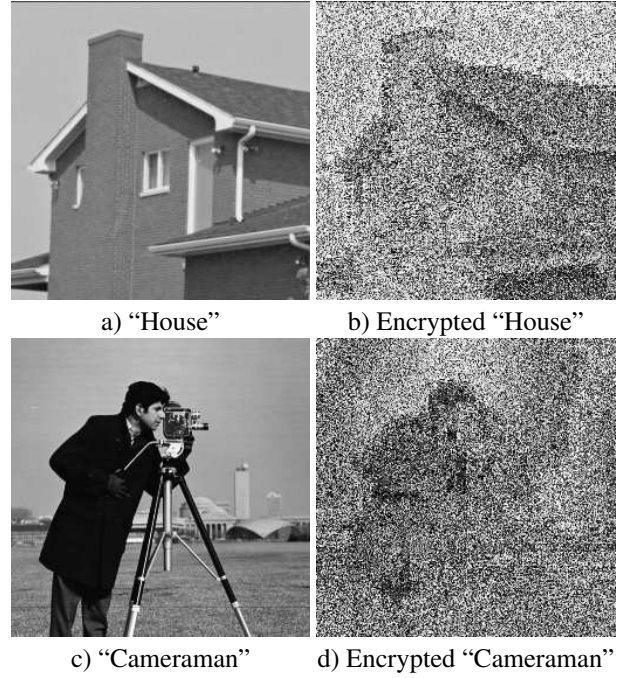 a) “House”
b) Encrypted “House”
c) “Cameraman”
d) Encrypted “Cameraman”